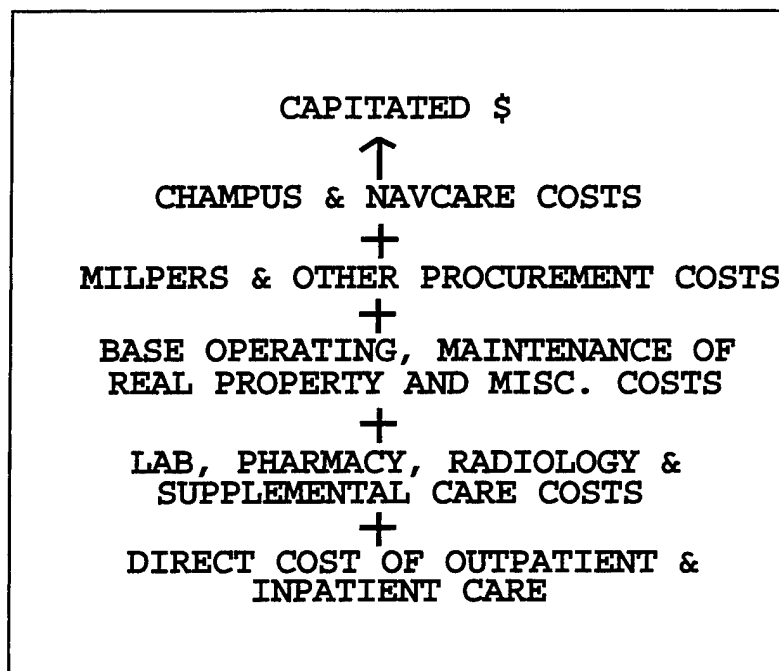 CAPITATED $
↑
CHAMPUS & NAVCARE COSTS
+
MILPERS & OTHER PROCUREMENT COSTS
+
BASE OPERATING, MAINTENANCE OF
REAL PROPERTY AND MISC. COSTS
+
LAB, PHARMACY, RADIOLOGY &
SUPPLEMENTAL CARE COSTS
+
DIRECT COST OF OUTPATIENT &
INPATIENT CARE